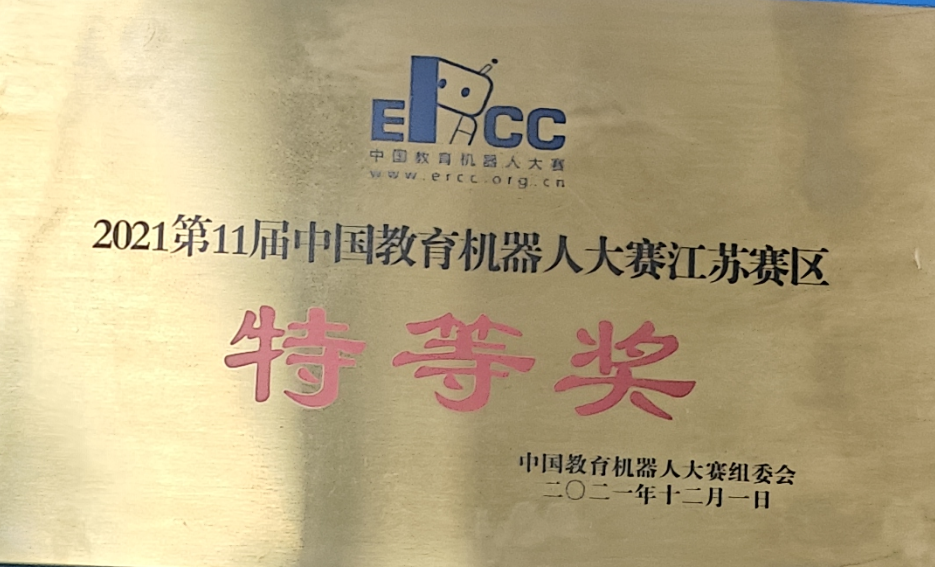 ERCC
中国教育机器人大赛
www.ercc.org.cn
2021第11届中国教育机器人大赛江苏赛区
特等奖
中国教育机器人大赛组委会
二〇二一年十二月一日